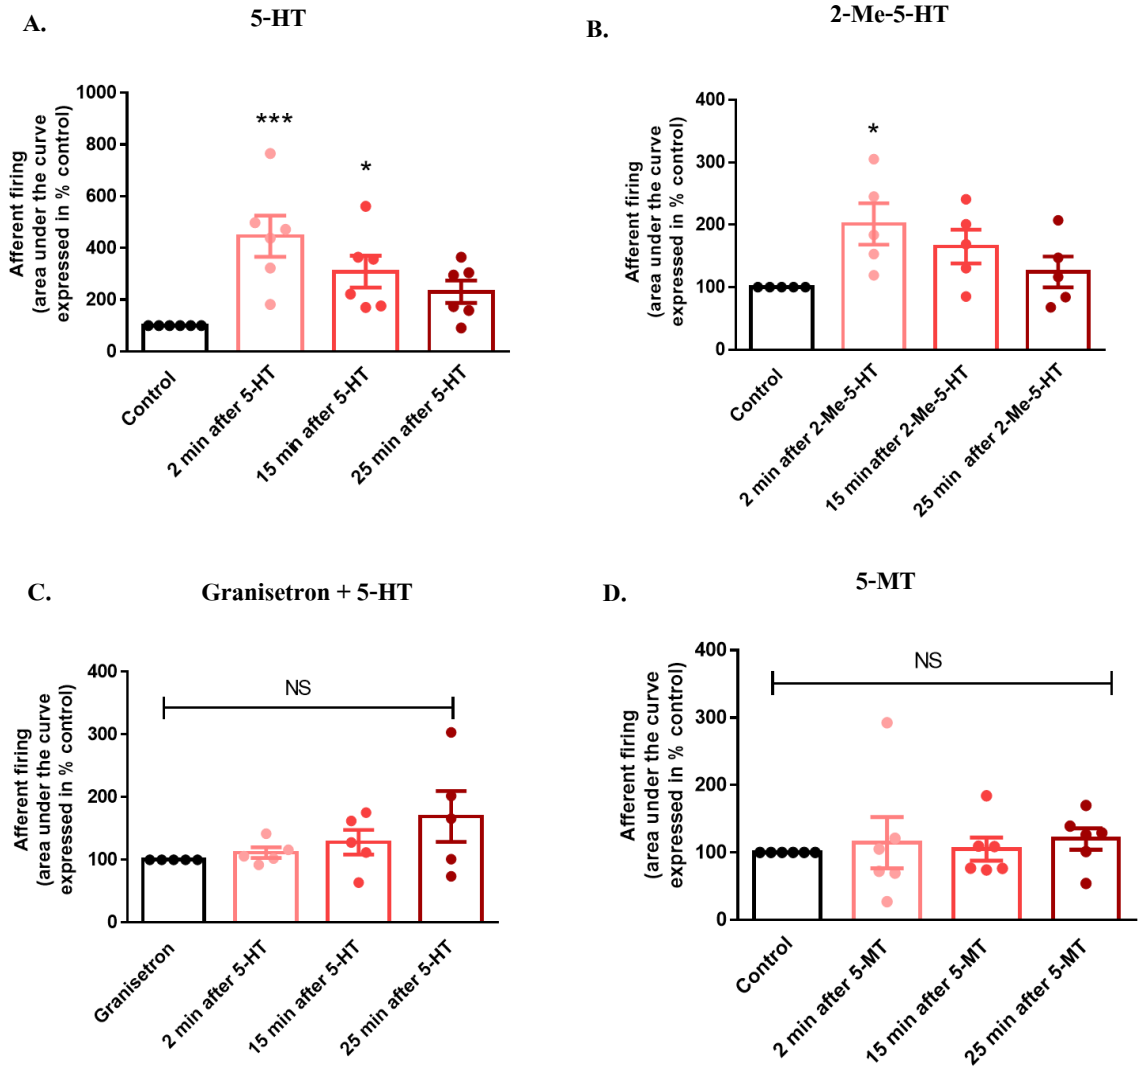 A.
5-HT
Afferent firing
(area under the curve
expressed in % control)
1000
800
600
400
200
0
***
*
Control
2 min after 5-HT
15 min after 5-HT
25 min after 5-HT
B.
2-Me-5-HT
Afferent firing
(area under the curve
expressed in % control)
400
300
200
100
0
*
Control
2 min after 2-Me-5-HT
15 min after 2-Me-5-HT
25 min after 2-Me-5-HT
C.
Granisetron + 5-HT
Afferent firing
(area under the curve
expressed in % control)
400
300
200
100
0
NS
Granisetron
2 min after 5-HT
15 min after 5-HT
25 min after 5-HT
D.
5-MT
Afferent firing
(area under the curve
expressed in % control)
400
300
200
100
0
NS
Control
2 min after 5-MT
15 min after 5-MT
25 min after 5-MT